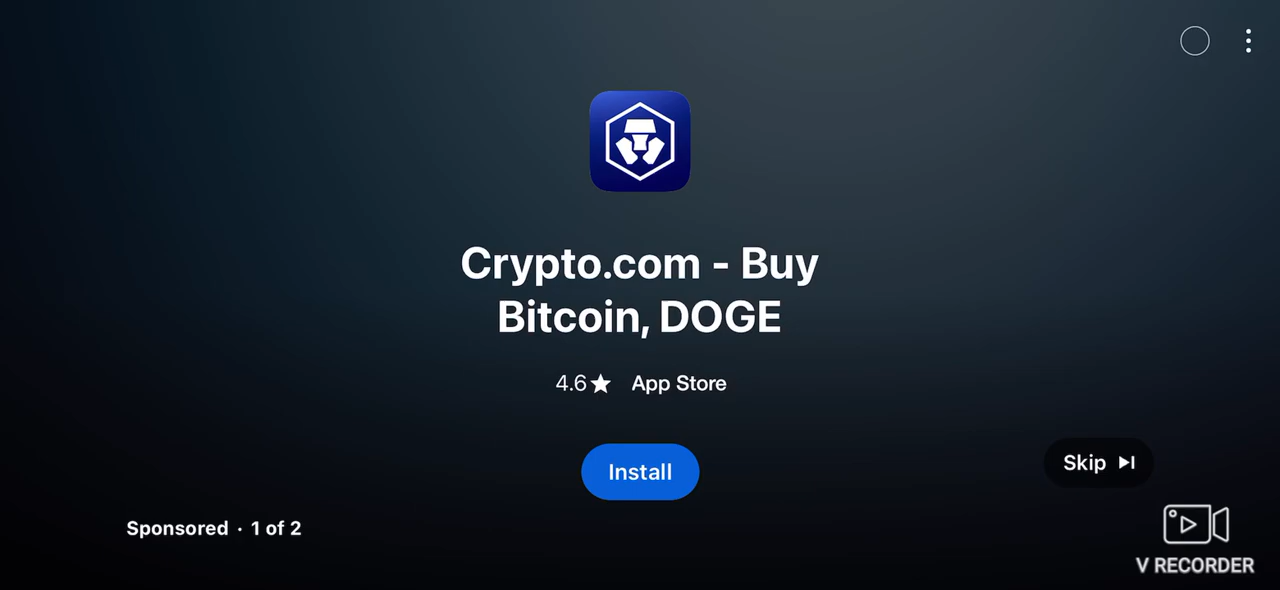 Crypto.com - Buy
Bitcoin, DOGE
4.6★ App Store
Install
Skip
Sponsored · 1 of 2
V RECORDER